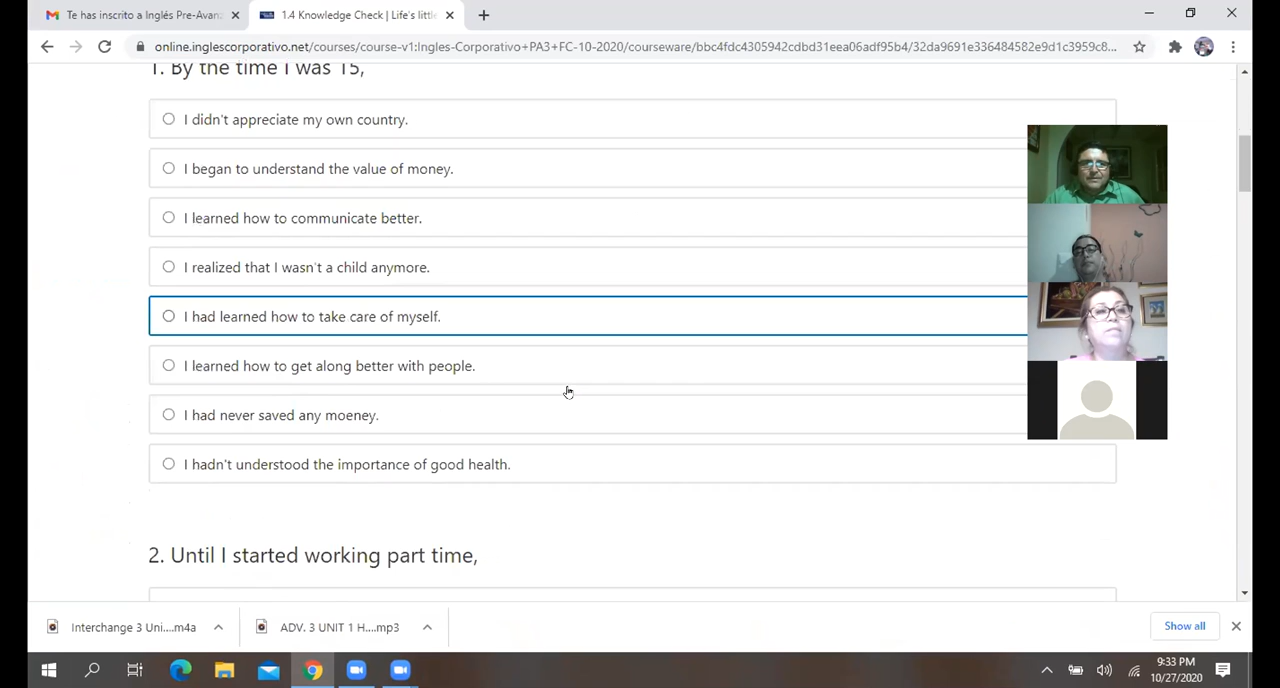 Te has inscrito a Inglés Pre-Avan
1.4 Knowledge Check | Life's littl
online.inglescorporativo.net/courses/course-v1:Ingles-Corporativo+PA3+FC-10-2020/courseware/bbc4fdc4305942cdbd31eea06adf95b4/32da9691e336484582e9d1c3959c8...
1. By the time I was 15,
I didn't appreciate my own country.
I began to understand the value of money.
I learned how to communicate better.
I realized that I wasn't a child anymore.
I had learned how to take care of myself.
I learned how to get along better with people.
I had never saved any moeney.
I hadn't understood the importance of good health.
2. Until I started working part time,
Interchange 3 Uni....m4a
ADV. 3 UNIT 1 H....mp3
Show all
9:33 PM
10/27/2020